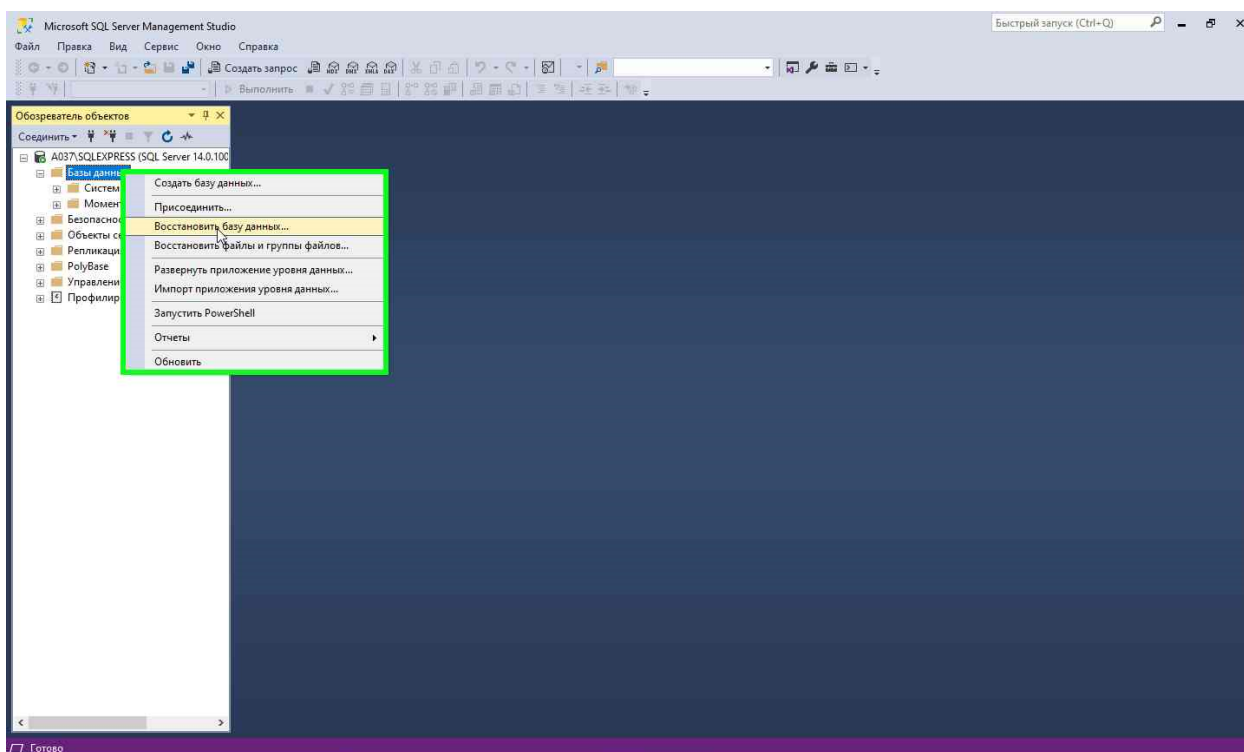 Microsoft SQL Server Management Studio
Быстрый запуск (Ctrl+Q)
Файл Правка Вид Сервис Окно Справка
Создать запрос
Выполнить
Обозреватель объектов
Соединить
A037\SQLEXPRESS (SQL Server 14.0.100
Базы данны
Систем
Момен
Безопаснос
Объекты се
Репликаци
PolyBase
Управлени
Профилир
Создать базу данных...
Присоединить...
Восстановить базу данных...
Восстановить файлы и группы файлов...
Развернуть приложение уровня данных...
Импорт приложения уровня данных...
Запустить PowerShell
Отчеты
Обновить
Готово